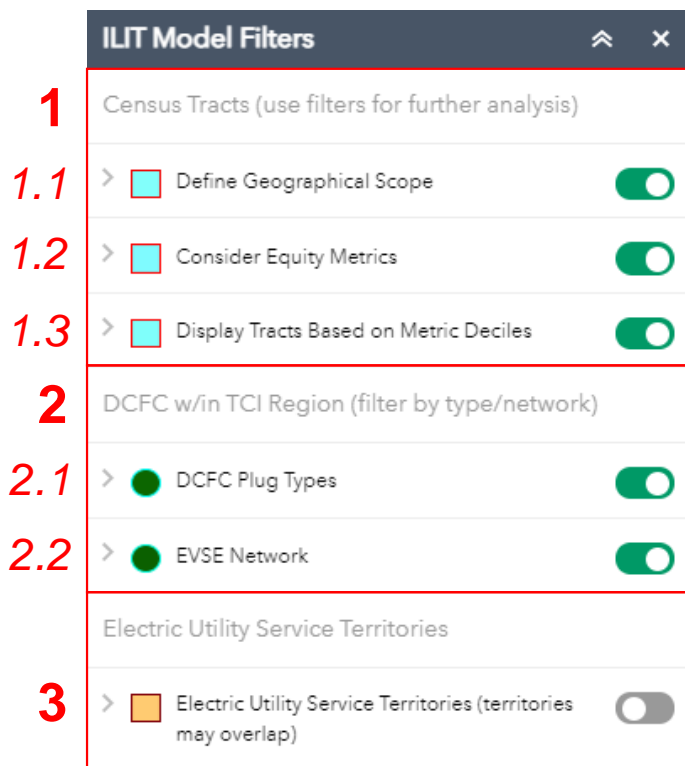 ILIT Model Filters
1
Census Tracts (use filters for further analysis)
1.1
Define Geographical Scope
1.2
Consider Equity Metrics
1.3
Display Tracts Based on Metric Deciles
2
DCFC w/in TCI Region (filter by type/network)
2.1
DCFC Plug Types
2.2
EVSE Network
Electric Utility Service Territories
3
Electric Utility Service Territories (territories
may overlap)